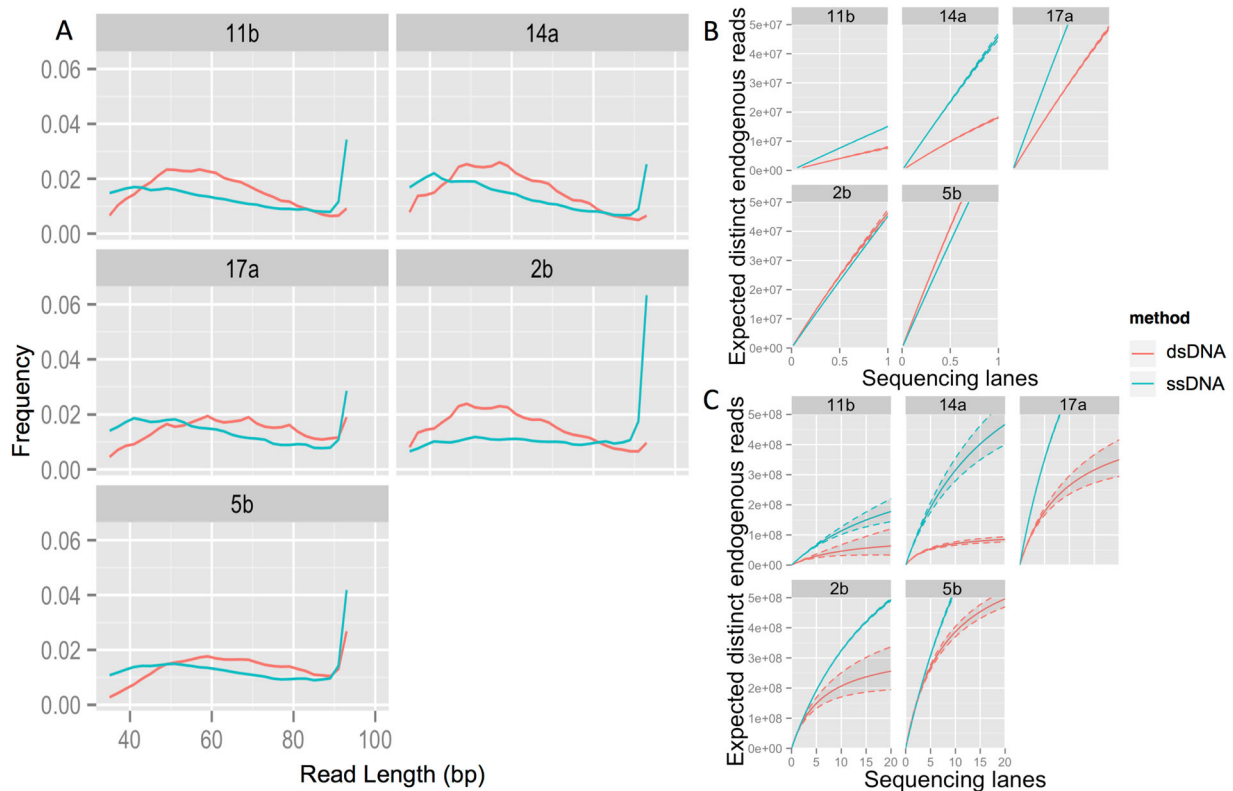 A
11b 14a
0.06
0.04
0.02
0.00
17a 2b
0.06
0.04
0.02
0.00
5b
0.06
0.04
0.02
0.00
40 60 80 100
Frequency
Read Length (bp)
B
11b 14a 17a
5e+07
4e+07
3e+07
2e+07
1e+07
0e+00
2b 5b
5e+07
4e+07
3e+07
2e+07
1e+07
0e+00
0 0.5 1 0 0.5 1
Expected distinct endogenous reads
Sequencing lanes
method
dsDNA
ssDNA
C
11b 14a 17a
5e+08
4e+08
3e+08
2e+08
1e+08
0e+00
2b 5b
5e+08
4e+08
3e+08
2e+08
1e+08
0e+00
0 5 10 15 20 0 5 10 15 20
Expected distinct endogenous reads
Sequencing lanes